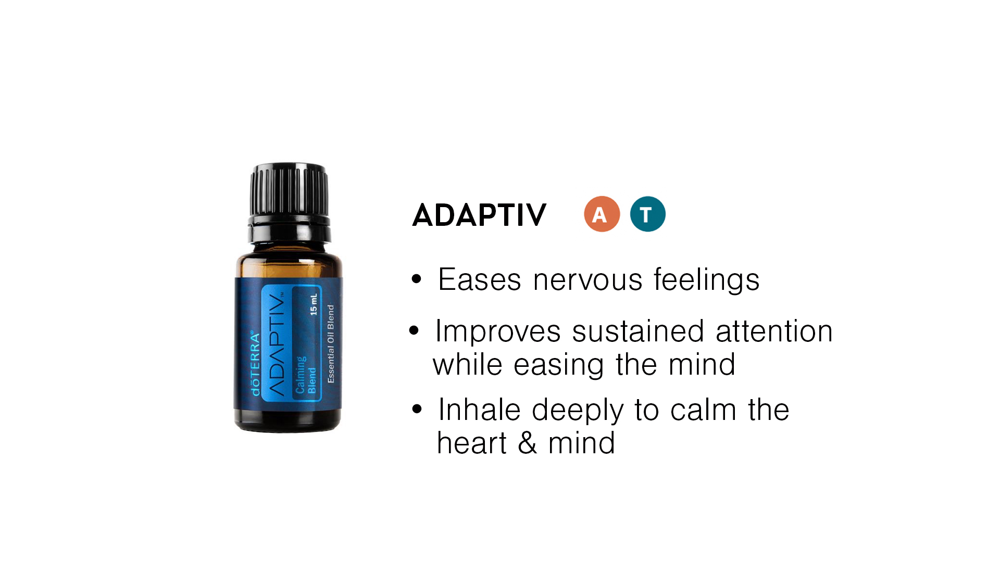 ADAPTIV A T
• Eases nervous feelings
• Improves sustained attention
while easing the mind
• Inhale deeply to calm the
heart & mind
dōTERRA®
ADAPTIV™
Calming
Blend
15 mL
Essential Oil Blend